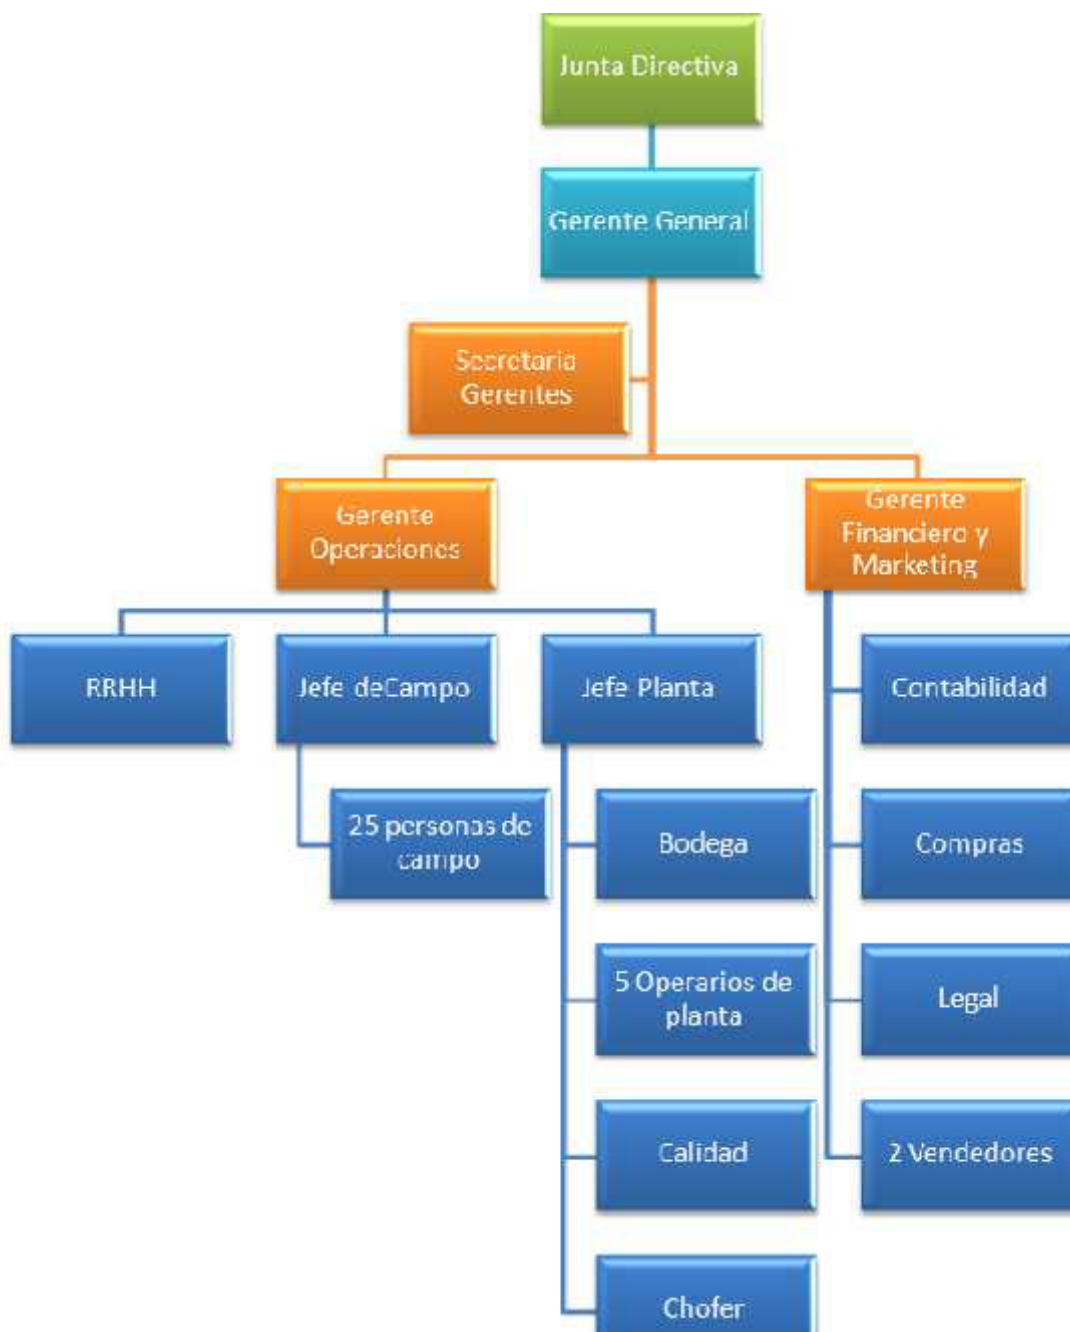 Junta Directiva
Gerente General
Secretaria
Gerentes
Gerente
Operaciones
Gerente
Financiero y
Marketing
RRHH
Jefe deCampo
Jefe Planta
Contabilidad
25 personas de
campo
Bodega
Compras
5 Operarios de
planta
Legal
Calidad
2 Vendedores
Chofer